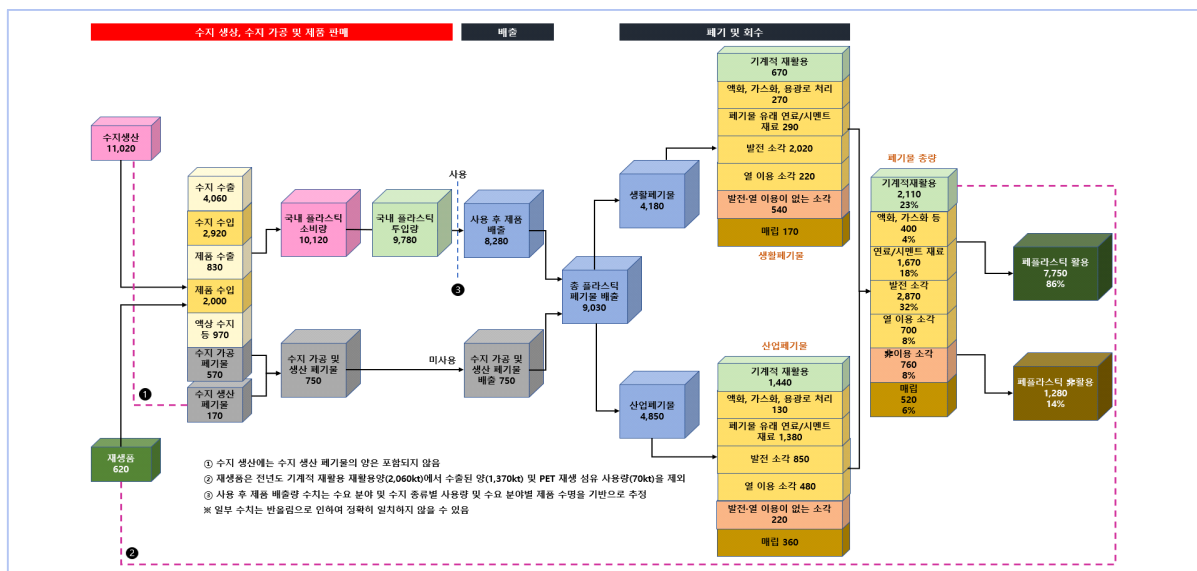 수지 생상, 수지 가공 및 제품 판매
배출
폐기 및 회수
수지생산
11,020
수지 수출
4,060
수지 수입
2,920
제품 수출
830
제품 수입
2,000
액상 수지
등 970
수지 가공
폐기물
570
수지 생산
폐기물
170
❶
재생품
620
❷
국내 플라스틱
소비량
10,120
국내 플라스틱
투입량
9,780
수지 가공 및
생산 폐기물
750
사용
❸
미사용
사용 후 제품
배출
8,280
수지 가공 및
생산 폐기물
배출 750
총 플라스틱
폐기물 배출
9,030
생활폐기물
4,180
산업폐기물
4,850
기계적 재활용
670
액화, 가스화, 용광로 처리
270
폐기물 유래 연료/시멘트
재료 290
발전 소각 2,020
열 이용 소각 220
발전·열 이용이 없는 소각
540
매립 170
생활폐기물
산업폐기물
기계적 재활용
1,440
액화, 가스화, 용광로 처리
130
폐기물 유래 연료/시멘트
재료 1,380
발전 소각 850
열 이용 소각 480
발전·열 이용이 없는 소각
220
매립 360
폐기물 총량
기계적재활용
2,110
23%
액화, 가스화 등
400
4%
연료/시멘트 재료
1,670
18%
발전 소각
2,870
32%
열 이용 소각
700
8%
非이용 소각
760
8%
매립
520
6%
폐플라스틱 활용
7,750
86%
폐플라스틱 非활용
1,280
14%
① 수지 생산에는 수지 생산 폐기물의 양은 포함되지 않음
② 재생품은 전년도 기계적 재활용 재활용양(2,060kt)에서 수출된 양(1,370kt) 및 PET 재생 섬유 사용량(70kt)을 제외
③ 사용 후 제품 배출량 수치는 수요 분야 및 수지 종류별 사용량 및 수요 분야별 제품 수명을 기반으로 추정
※ 일부 수치는 반올림으로 인하여 정확히 일치하지 않을 수 있음